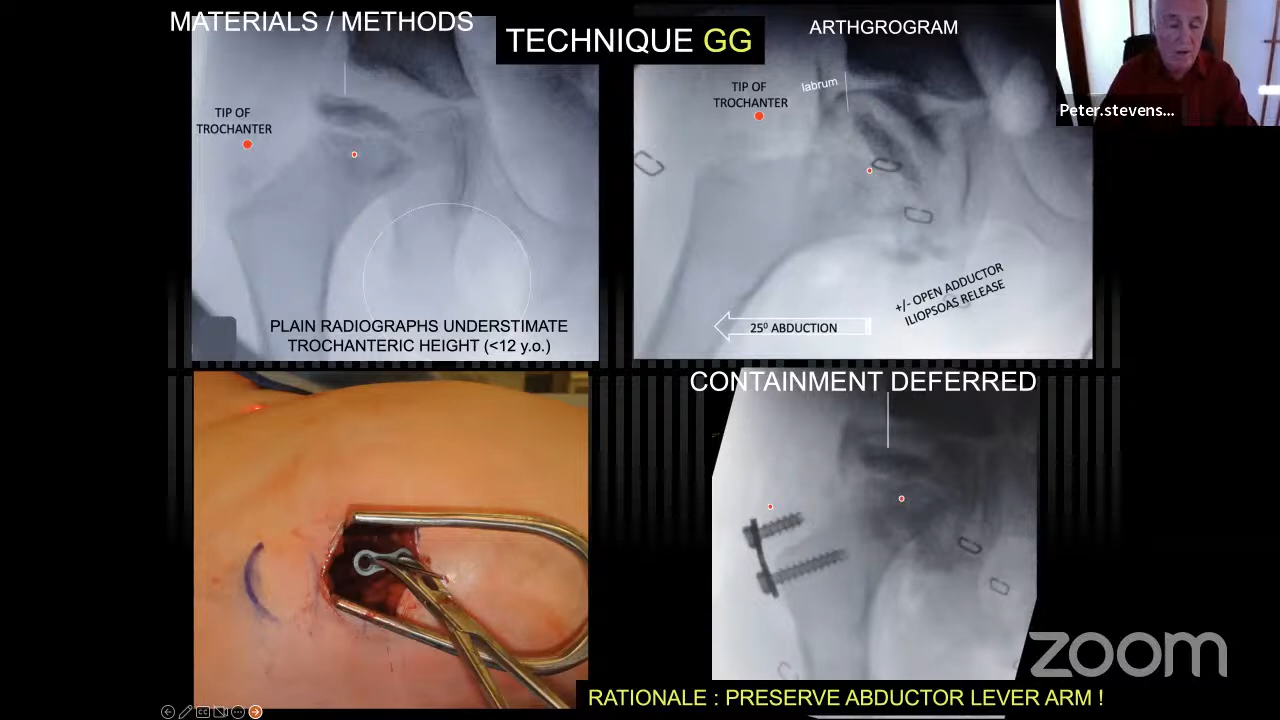 MATERIALS / METHODS
TECHNIQUE GG
ARTHGROGRAM
Peter.stevens...
TIP OF
TROCHANTER
PLAIN RADIOGRAPHS UNDERSTIMATE
TROCHANTERIC HEIGHT (<12 y.o.)
TIP OF
TROCHANTER
labrum
+/- OPEN ADDUCTOR
ILIOPSOAS RELEASE
25⁰ ABDUCTION
CONTAINMENT DEFERRED
zoom
RATIONALE : PRESERVE ABDUCTOR LEVER ARM !
CC